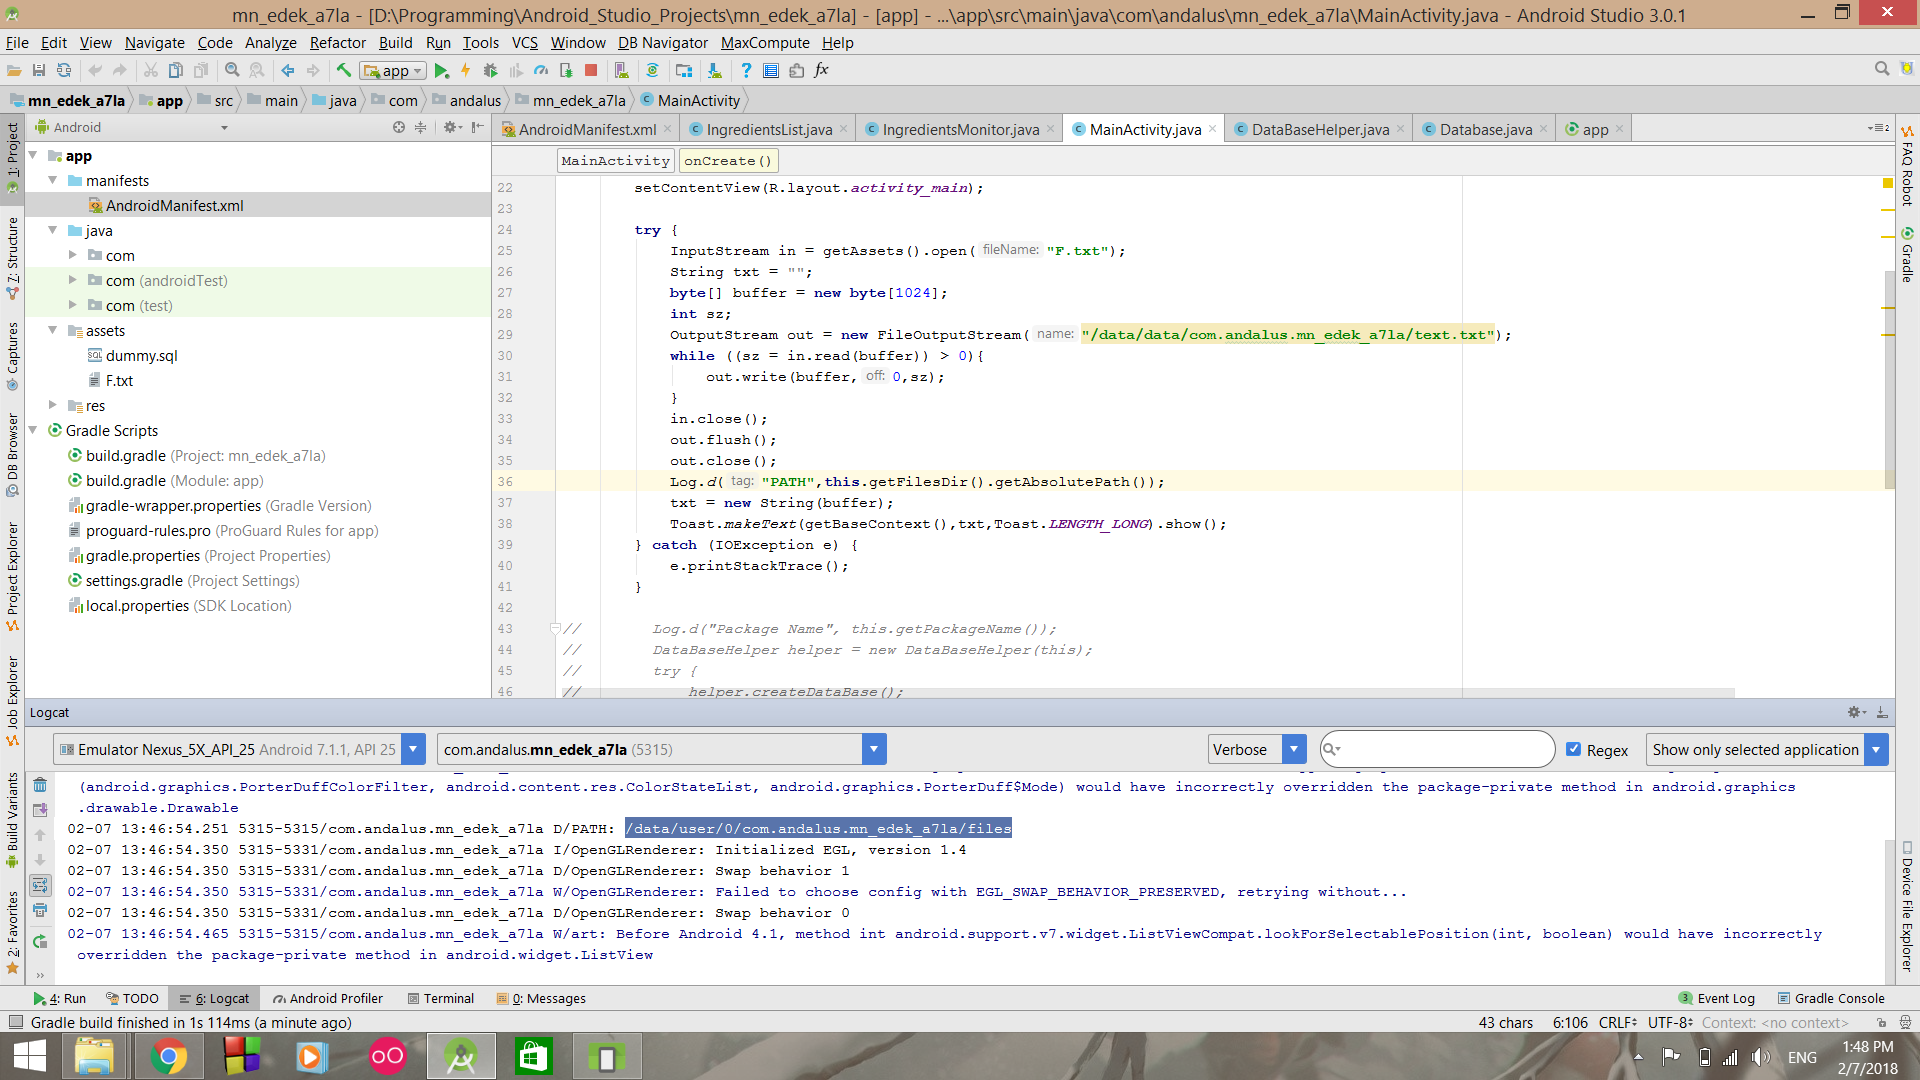 mn_edek_a7la - [D:\Programming\Android_Studio_Projects\mn_edek_a7la] - [app] - ...\app\src\main\java\com\andalus\mn_edek_a7la\MainActivity.java - Android Studio 3.0.1
File Edit View Navigate Code Analyze Refactor Build Run Tools VCS Window DB Navigator MaxCompute Help
app
mn_edek_a7la app src main java com andalus mn_edek_a7la MainActivity
Android
AndroidManifest.xml IngredientsList.java IngredientsMonitor.java MainActivity.java DataBaseHelper.java Database.java app
MainActivity onCreate()
1: Project
Z: Structure
Captures
DB Browser
Project Explorer
Job Explorer
Build Variants
2: Favorites
app
manifests
AndroidManifest.xml
java
com
com (androidTest)
com (test)
assets
dummy.sql
F.txt
res
Gradle Scripts
build.gradle (Project: mn_edek_a7la)
build.gradle (Module: app)
gradle-wrapper.properties (Gradle Version)
proguard-rules.pro (ProGuard Rules for app)
gradle.properties (Project Properties)
settings.gradle (Project Settings)
local.properties (SDK Location)
22 setContentView(R.layout.activity_main);
23
24 try {
25 InputStream in = getAssets().open( fileName: "F.txt");
26 String txt = "";
27 byte[] buffer = new byte[1024];
28 int sz;
29 OutputStream out = new FileOutputStream( name: "/data/data/com.andalus.mn_edek_a7la/text.txt");
30 while ((sz = in.read(buffer)) > 0){
31 out.write(buffer, off: 0,sz);
32 }
33 in.close();
34 out.flush();
35 out.close();
36 Log.d( tag: "PATH",this.getFilesDir().getAbsolutePath());
37 txt = new String(buffer);
38 Toast.makeText(getBaseContext(),txt,Toast.LENGTH_LONG).show();
39 } catch (IOException e) {
40 e.printStackTrace();
41 }
42
43 // Log.d("Package Name", this.getPackageName());
44 // DataBaseHelper helper = new DataBaseHelper(this);
45 // try {
46 // helper.createDataBase();
FAQ Robot
Gradle
Device File Explorer
Logcat
Emulator Nexus_5X_API_25 Android 7.1.1, API 25 com.andalus.mn_edek_a7la (5315) Verbose Regex Show only selected application
(android.graphics.PorterDuffColorFilter, android.content.res.ColorStateList, android.graphics.PorterDuff$Mode) would have incorrectly overridden the package-private method in android.graphics
.drawable.Drawable
02-07 13:46:54.251 5315-5315/com.andalus.mn_edek_a7la D/PATH: /data/user/0/com.andalus.mn_edek_a7la/files
02-07 13:46:54.350 5315-5331/com.andalus.mn_edek_a7la I/OpenGLRenderer: Initialized EGL, version 1.4
02-07 13:46:54.350 5315-5331/com.andalus.mn_edek_a7la D/OpenGLRenderer: Swap behavior 1
02-07 13:46:54.350 5315-5331/com.andalus.mn_edek_a7la W/OpenGLRenderer: Failed to choose config with EGL_SWAP_BEHAVIOR_PRESERVED, retrying without...
02-07 13:46:54.350 5315-5331/com.andalus.mn_edek_a7la D/OpenGLRenderer: Swap behavior 0
02-07 13:46:54.465 5315-5315/com.andalus.mn_edek_a7la W/art: Before Android 4.1, method int android.support.v7.widget.ListViewCompat.lookForSelectablePosition(int, boolean) would have incorrectly
overridden the package-private method in android.widget.ListView
4: Run TODO 6: Logcat Android Profiler Terminal 0: Messages 3 Event Log Gradle Console
Gradle build finished in 1s 114ms (a minute ago) 43 chars 6:106 CRLF UTF-8 Context: <no context>
ENG
1:48 PM
2/7/2018